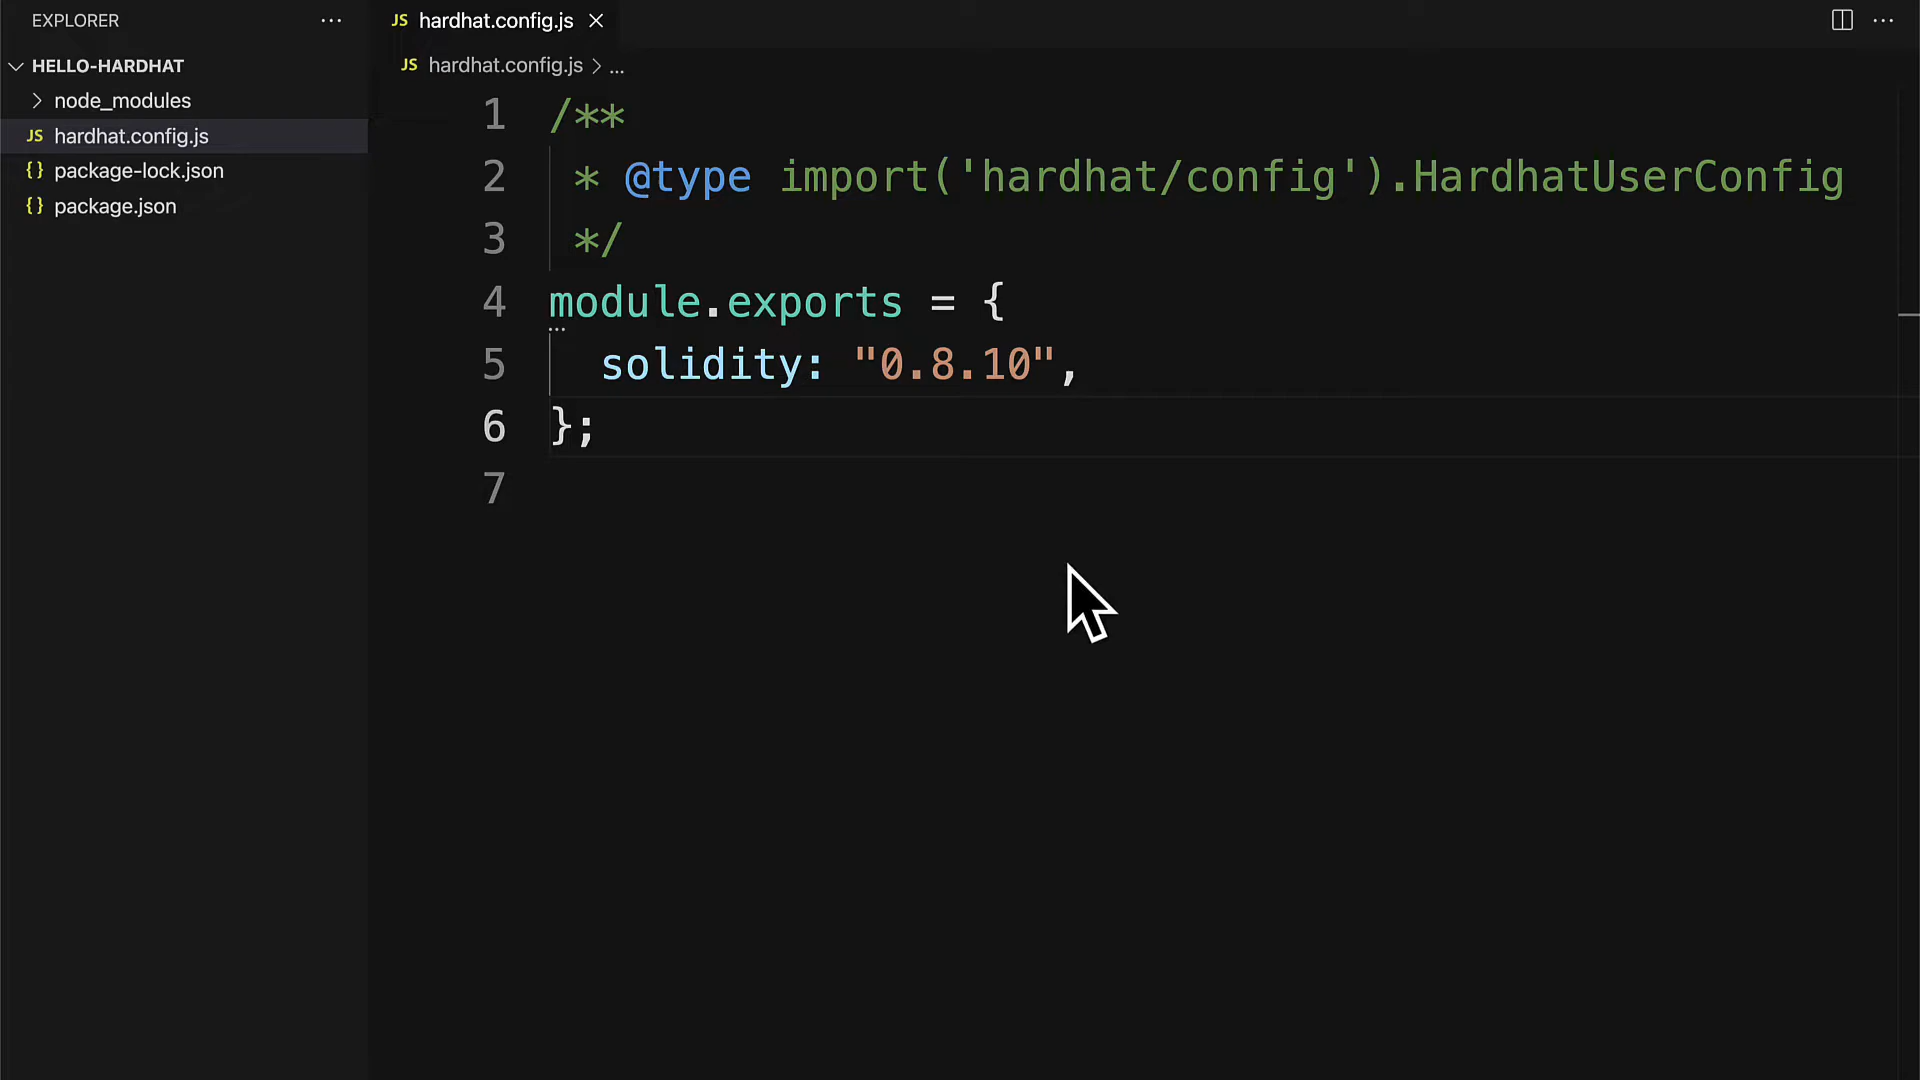 EXPLORER
HELLO-HARDHAT
node_modules
JS hardhat.config.js
{} package-lock.json
{} package.json
JS hardhat.config.js
JS hardhat.config.js > ...
1 /**
2 * @type import('hardhat/config').HardhatUserConfig
3 */
4 module.exports = {
5 solidity: "0.8.10",
6 };
7